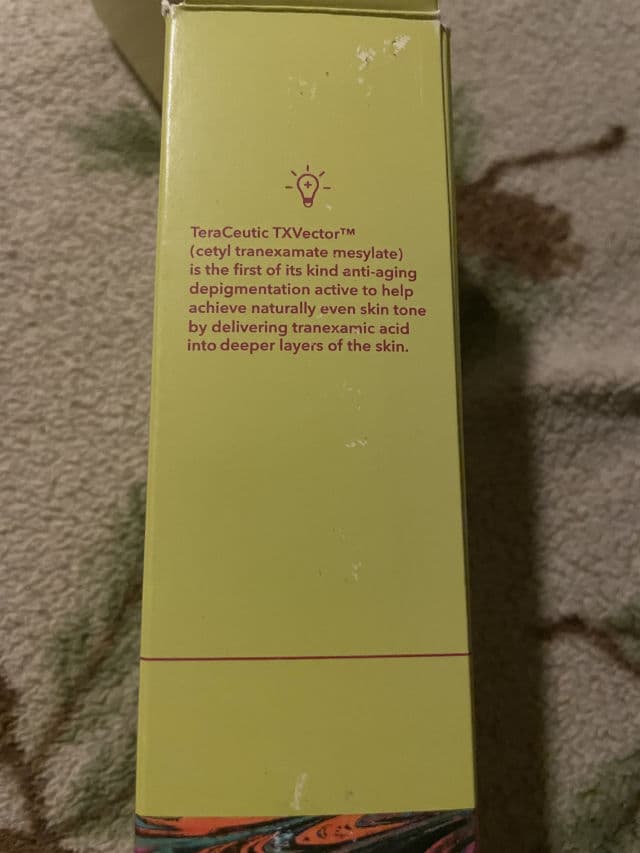 TeraCeutic TXVector™
(cetyl tranexamate mesylate)
is the first of its kind anti-aging
depigmentation active to help
achieve naturally even skin tone
by delivering tranexamic acid
into deeper layers of the skin.